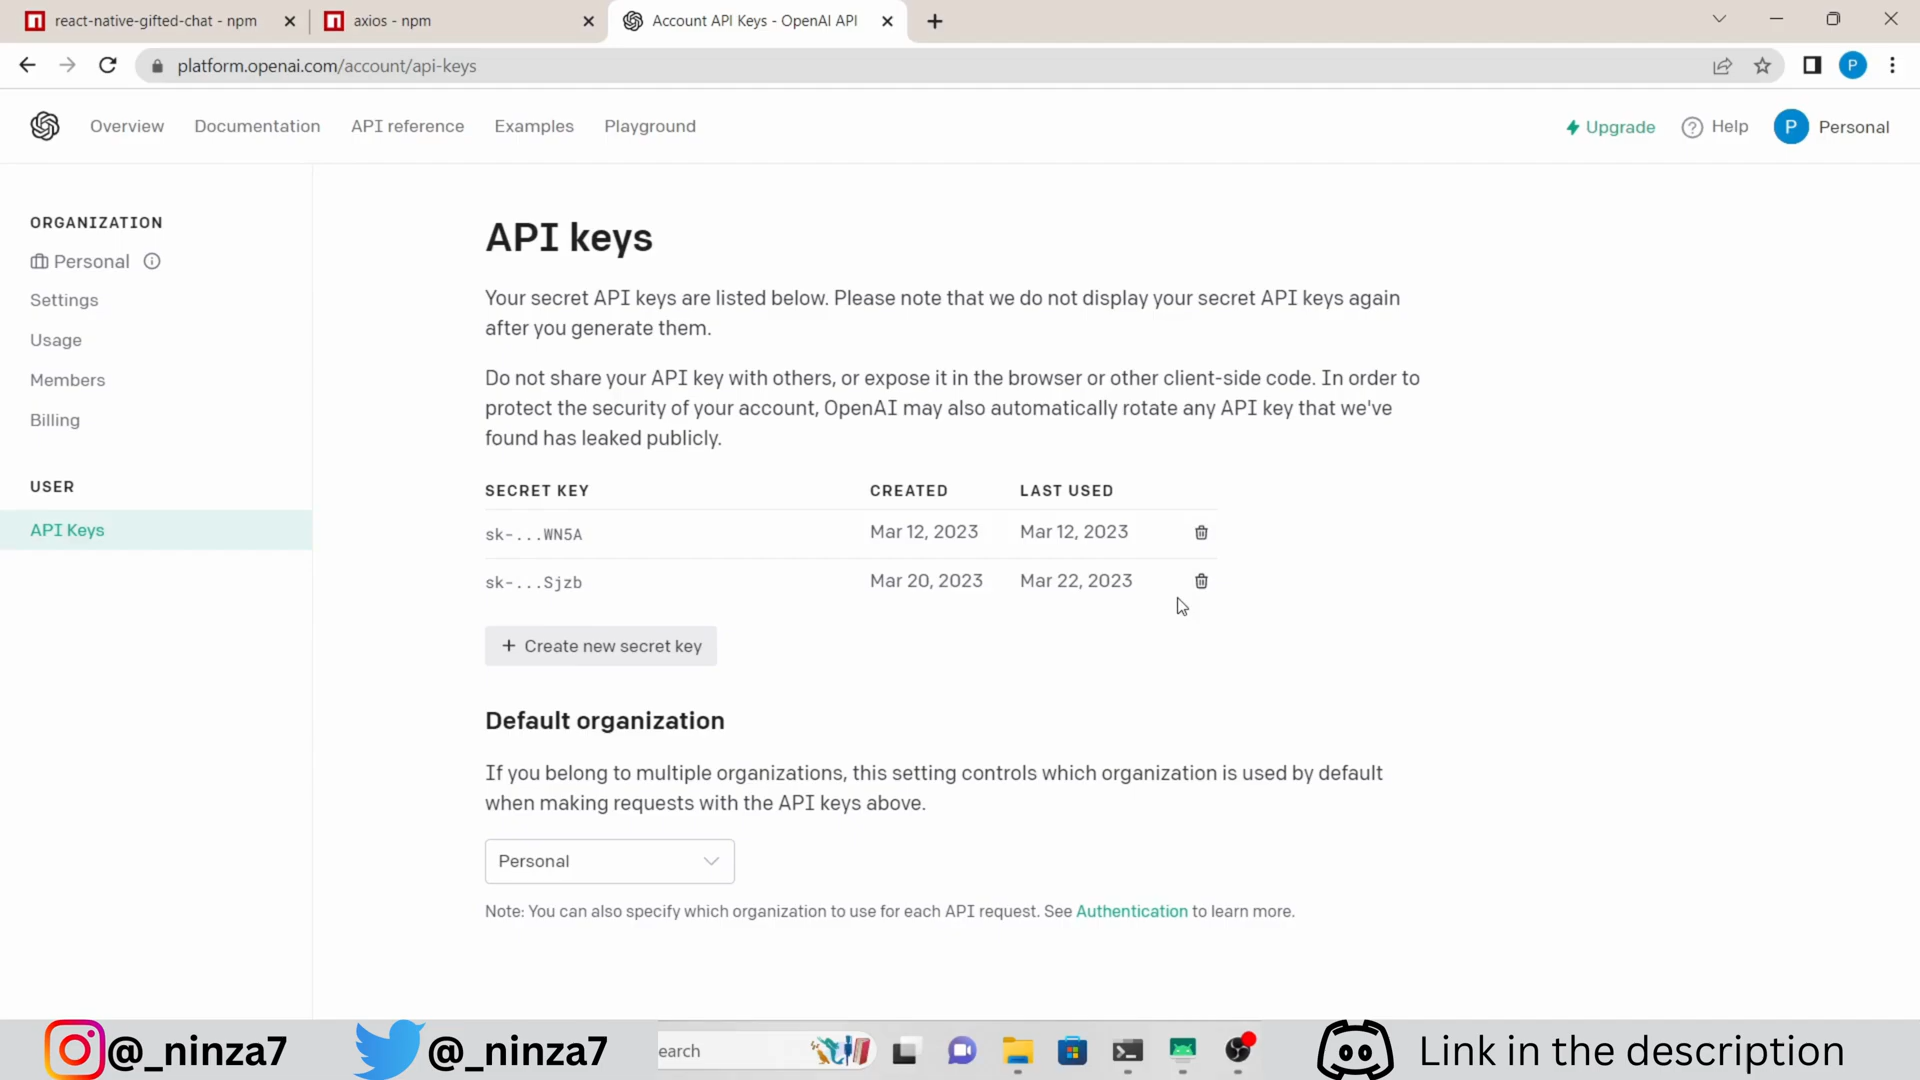 react-native-gifted-chat - npm
axios - npm
Account API Keys - OpenAI API
platform.openai.com/account/api-keys
P
Overview
Documentation
API reference
Examples
Playground
Upgrade
Help
P
Personal
ORGANIZATION
Personal
Settings
Usage
Members
Billing
USER
API Keys
API keys
Your secret API keys are listed below. Please note that we do not display your secret API keys again
after you generate them.
Do not share your API key with others, or expose it in the browser or other client-side code. In order to
protect the security of your account, OpenAI may also automatically rotate any API key that we've
found has leaked publicly.
SECRET KEY CREATED LAST USED
sk-...WN5A Mar 12, 2023 Mar 12, 2023
sk-...Sjzb Mar 20, 2023 Mar 22, 2023
+ Create new secret key
Default organization
If you belong to multiple organizations, this setting controls which organization is used by default
when making requests with the API keys above.
Personal
Note: You can also specify which organization to use for each API request. See Authentication to learn more.
@_ninza7
@_ninza7
earch
Link in the description